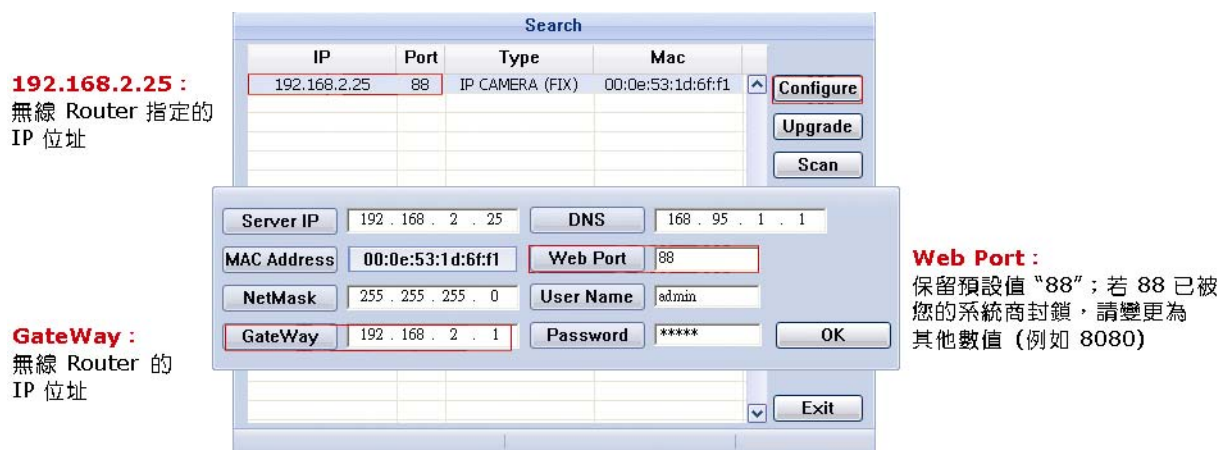 Search
IP Port Type Mac
192.168.2.25 88 IP CAMERA (FIX) 00:0e:53:1d:6f:f1
Configure
Upgrade
Scan
192.168.2.25：
無線 Router 指定的
IP 位址
Server IP 192 . 168 . 2 . 25 DNS 168 . 95 . 1 . 1
MAC Address 00:0e:53:1d:6f:f1 Web Port 88
NetMask 255 . 255 . 255 . 0 User Name admin
GateWay 192 . 168 . 2 . 1 Password ***** OK
GateWay：
無線 Router 的
IP 位址
Web Port：
保留預設值 “88”；若 88 已被
您的系統商封鎖，請變更為
其他數值 (例如 8080)
Exit